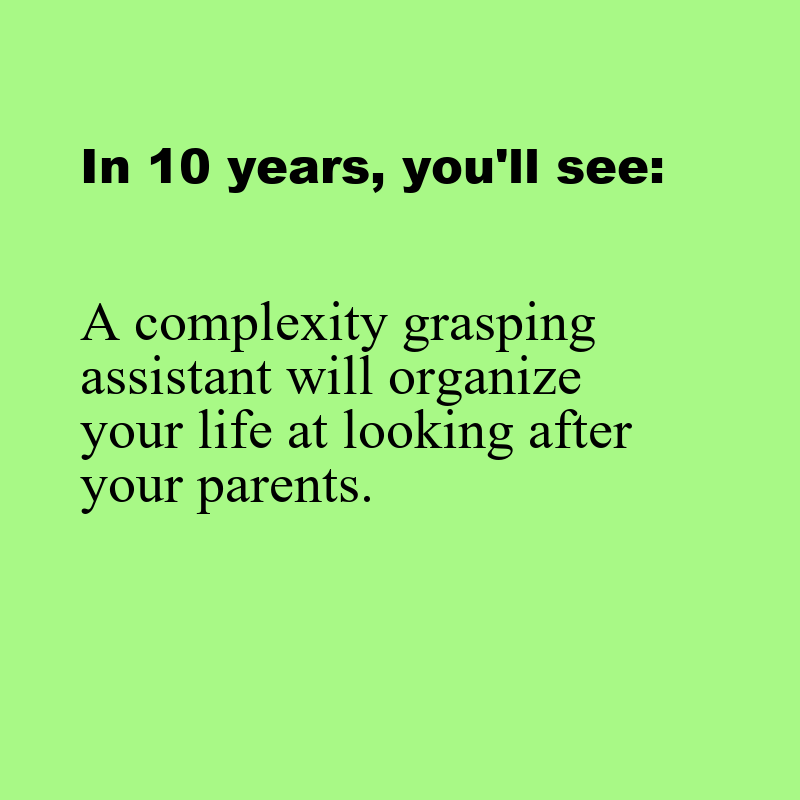 In 10 years, you'll see:
A complexity grasping
assistant will organize
your life at looking after
your parents.